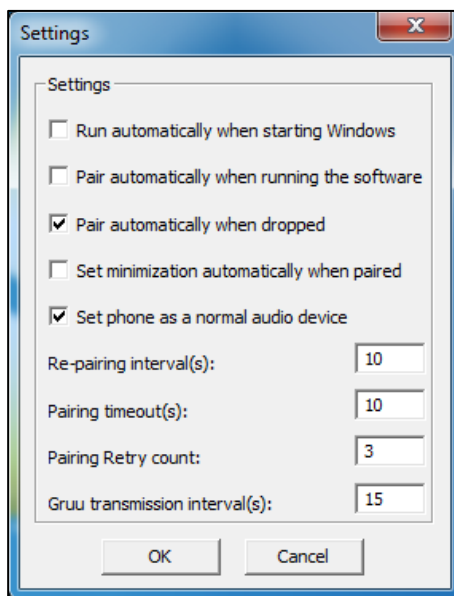 Settings
Settings
Run automatically when starting Windows
Pair automatically when running the software
Pair automatically when dropped
Set minimization automatically when paired
Set phone as a normal audio device
Re-pairing interval(s): 10
Pairing timeout(s): 10
Pairing Retry count: 3
Gruu transmission interval(s): 15
OK Cancel